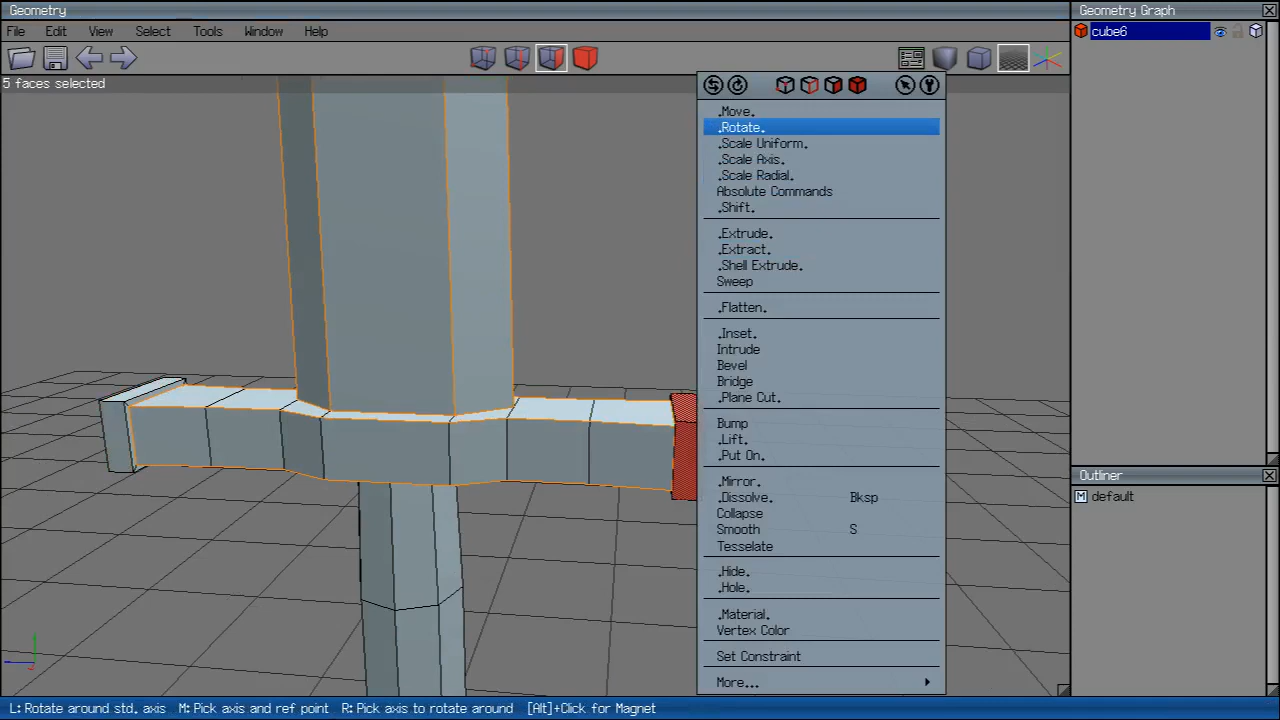 Geometry
Geometry Graph
File Edit View Select Tools Window Help
cube6
5 faces selected
.Move.
.Rotate.
.Scale Uniform.
.Scale Axis.
.Scale Radial.
Absolute Commands
.Shift.
.Extrude.
.Extract.
.Shell Extrude.
Sweep
.Flatten.
.Inset.
Intrude
Bevel
Bridge
.Plane Cut.
Bump
.Lift.
.Put On.
.Mirror.
.Dissolve. Bksp
Collapse
Smooth S
Tesselate
.Hide.
.Hole.
.Material.
Vertex Color
Set Constraint
More...
Outliner
M default
L: Rotate around std. axis M: Pick axis and ref point R: Pick axis to rotate around [Alt]+Click for Magnet